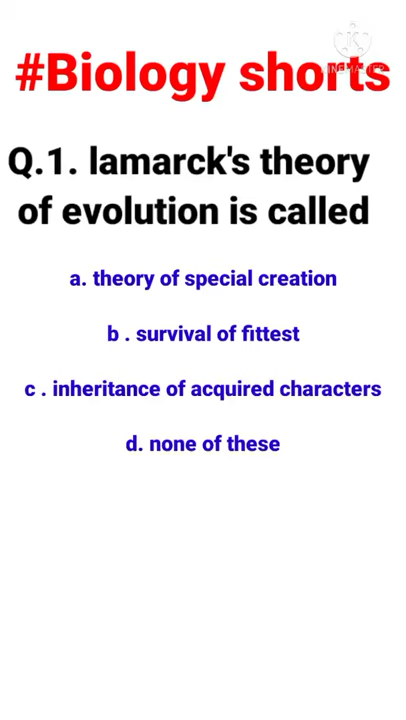 #Biology shorts
KINEMASTER
Q.1. lamarck's theory
of evolution is called
a. theory of special creation
b . survival of fittest
c . inheritance of acquired characters
d. none of these